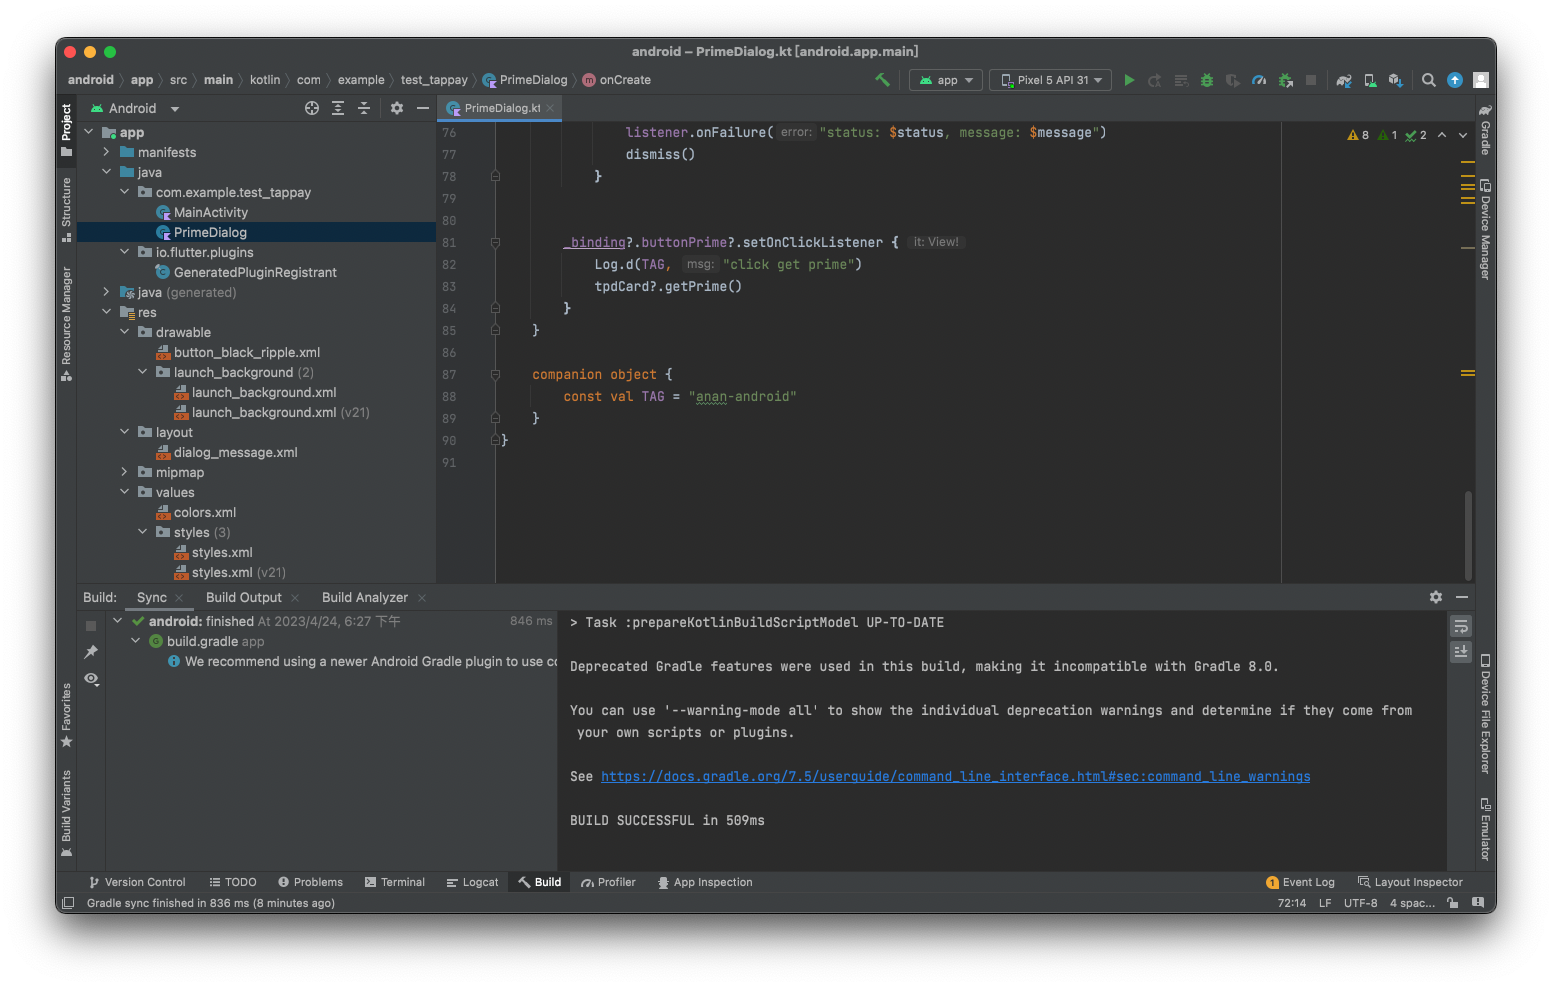 android – PrimeDialog.kt [android.app.main]
android app src main kotlin com example test_tappay PrimeDialog onCreate
app Pixel 5 API 31
Project
Structure
Resource Manager
Favorites
Build Variants
Android
app
manifests
java
com.example.test_tappay
MainActivity
PrimeDialog
io.flutter.plugins
GeneratedPluginRegistrant
java (generated)
res
drawable
button_black_ripple.xml
launch_background (2)
launch_background.xml
launch_background.xml (v21)
layout
dialog_message.xml
mipmap
values
colors.xml
styles (3)
styles.xml
styles.xml (v21)
PrimeDialog.kt
8 1 2
76 listener.onFailure( error: "status: $status, message: $message")
77 dismiss()
78 }
79
80
81 _binding?.buttonPrime?.setOnClickListener { it: View!
82 Log.d(TAG, msg: "click get prime")
83 tpdCard?.getPrime()
84 }
85 }
86
87 companion object {
88 const val TAG = "anan-android"
89 }
90 }
91
Gradle
Device Manager
Device File Explorer
Emulator
Build: Sync Build Output Build Analyzer
android: finished At 2023/4/24, 6:27 下午 846 ms
build.gradle app
We recommend using a newer Android Gradle plugin to use co
> Task :prepareKotlinBuildScriptModel UP-TO-DATE
Deprecated Gradle features were used in this build, making it incompatible with Gradle 8.0.
You can use '--warning-mode all' to show the individual deprecation warnings and determine if they come from
your own scripts or plugins.
See https://docs.gradle.org/7.5/userguide/command_line_interface.html#sec:command_line_warnings
BUILD SUCCESSFUL in 509ms
Version Control TODO Problems Terminal Logcat Build Profiler App Inspection 1 Event Log Layout Inspector
Gradle sync finished in 836 ms (8 minutes ago) 72:14 LF UTF-8 4 spac...